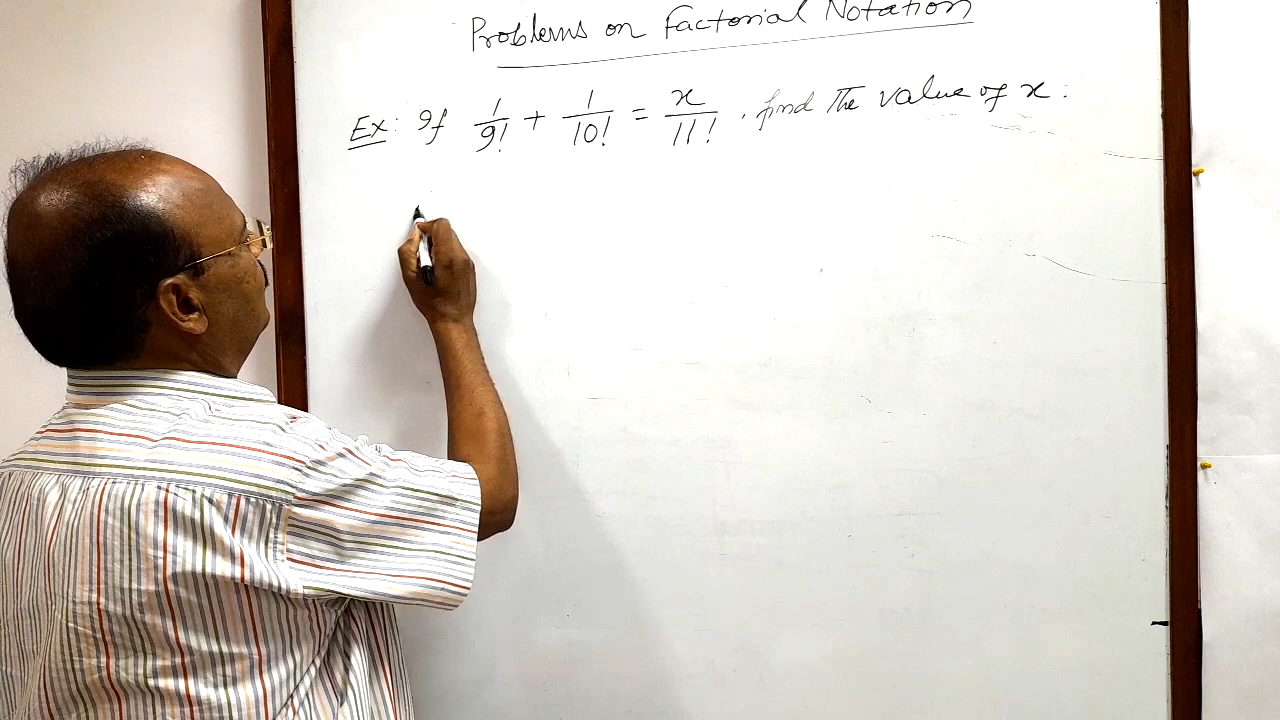 Problems on Factorial Notation
Ex: If 1/9! + 1/10! = x/11! . find the value of x.